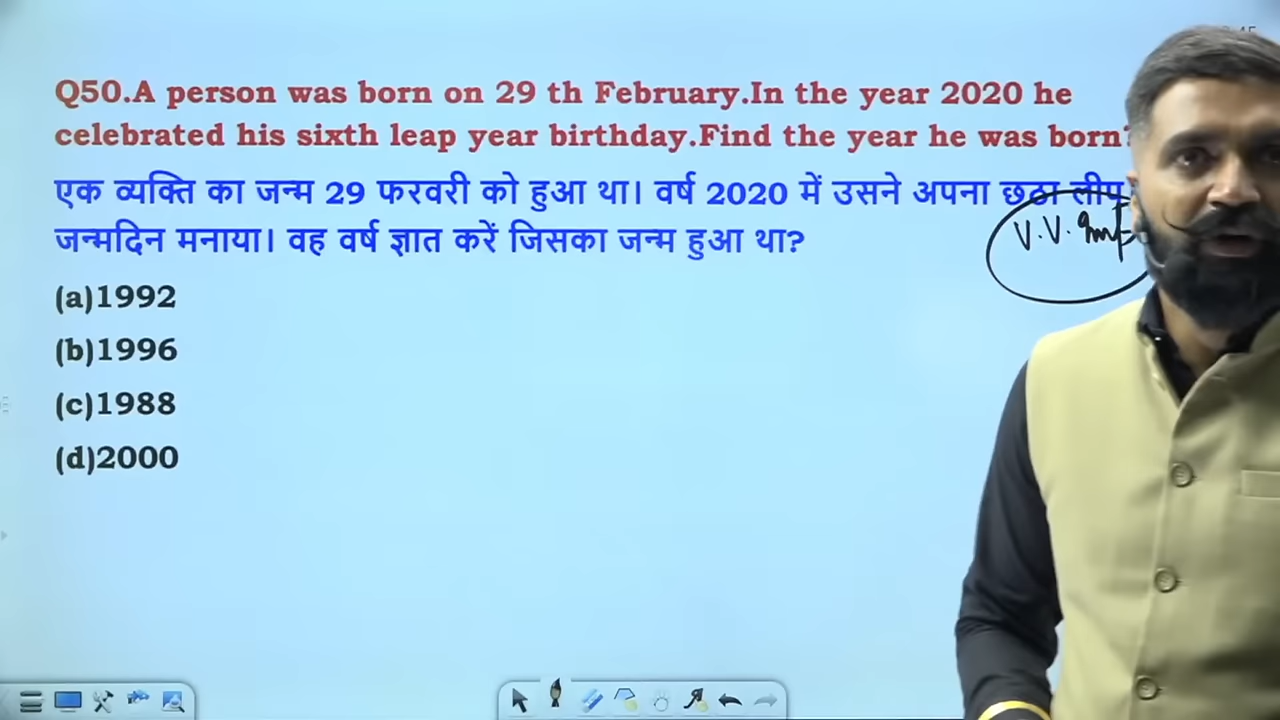 Q50.A person was born on 29 th February.In the year 2020 he
celebrated his sixth leap year birthday.Find the year he was born?
एक व्यक्ति का जन्म 29 फरवरी को हुआ था। वर्ष 2020 में उसने अपना छठा लीप
जन्मदिन मनाया। वह वर्ष ज्ञात करें जिसका जन्म हुआ था?
V.V. Imp
(a)1992
(b)1996
(c)1988
(d)2000